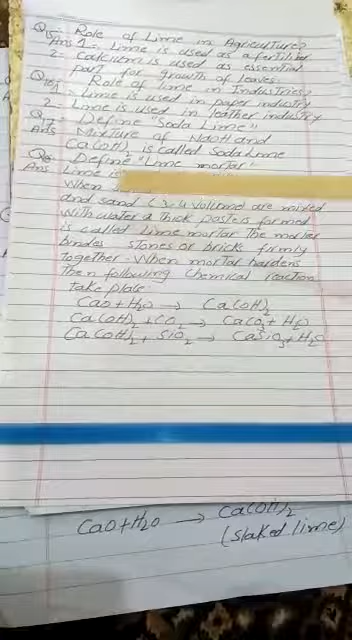 Q15. Role of Lime in Agriculture?
Ans 1= Lime is used as a fertilizer
2= calcium is used as essential
part for growth of leaves.
Q16. Role of lime in Industries?
1= Lime is used in paper industry
2= Lime is used in leather industry
Q17= Define "Soda Lime"
Ans Mixture of NaOH and
Ca(OH)2 is called Soda Lime
Define "Lime mortar"
Ans Lime is
When
and sand (3:4 volume) are mixed
with water a thick paste is formed
is called lime mortar The mortar
bindes stones or bricks firmly
together. When mortar hardens
then following chemical reaction
take place
CaO + H2O → Ca(OH)2
Ca(OH)2 + CO2 → CaCO3 + H2O
Ca(OH)2 + SiO2 → CaSiO3 + H2O
CaO + H2O → Ca(OH)2
(slaked lime)